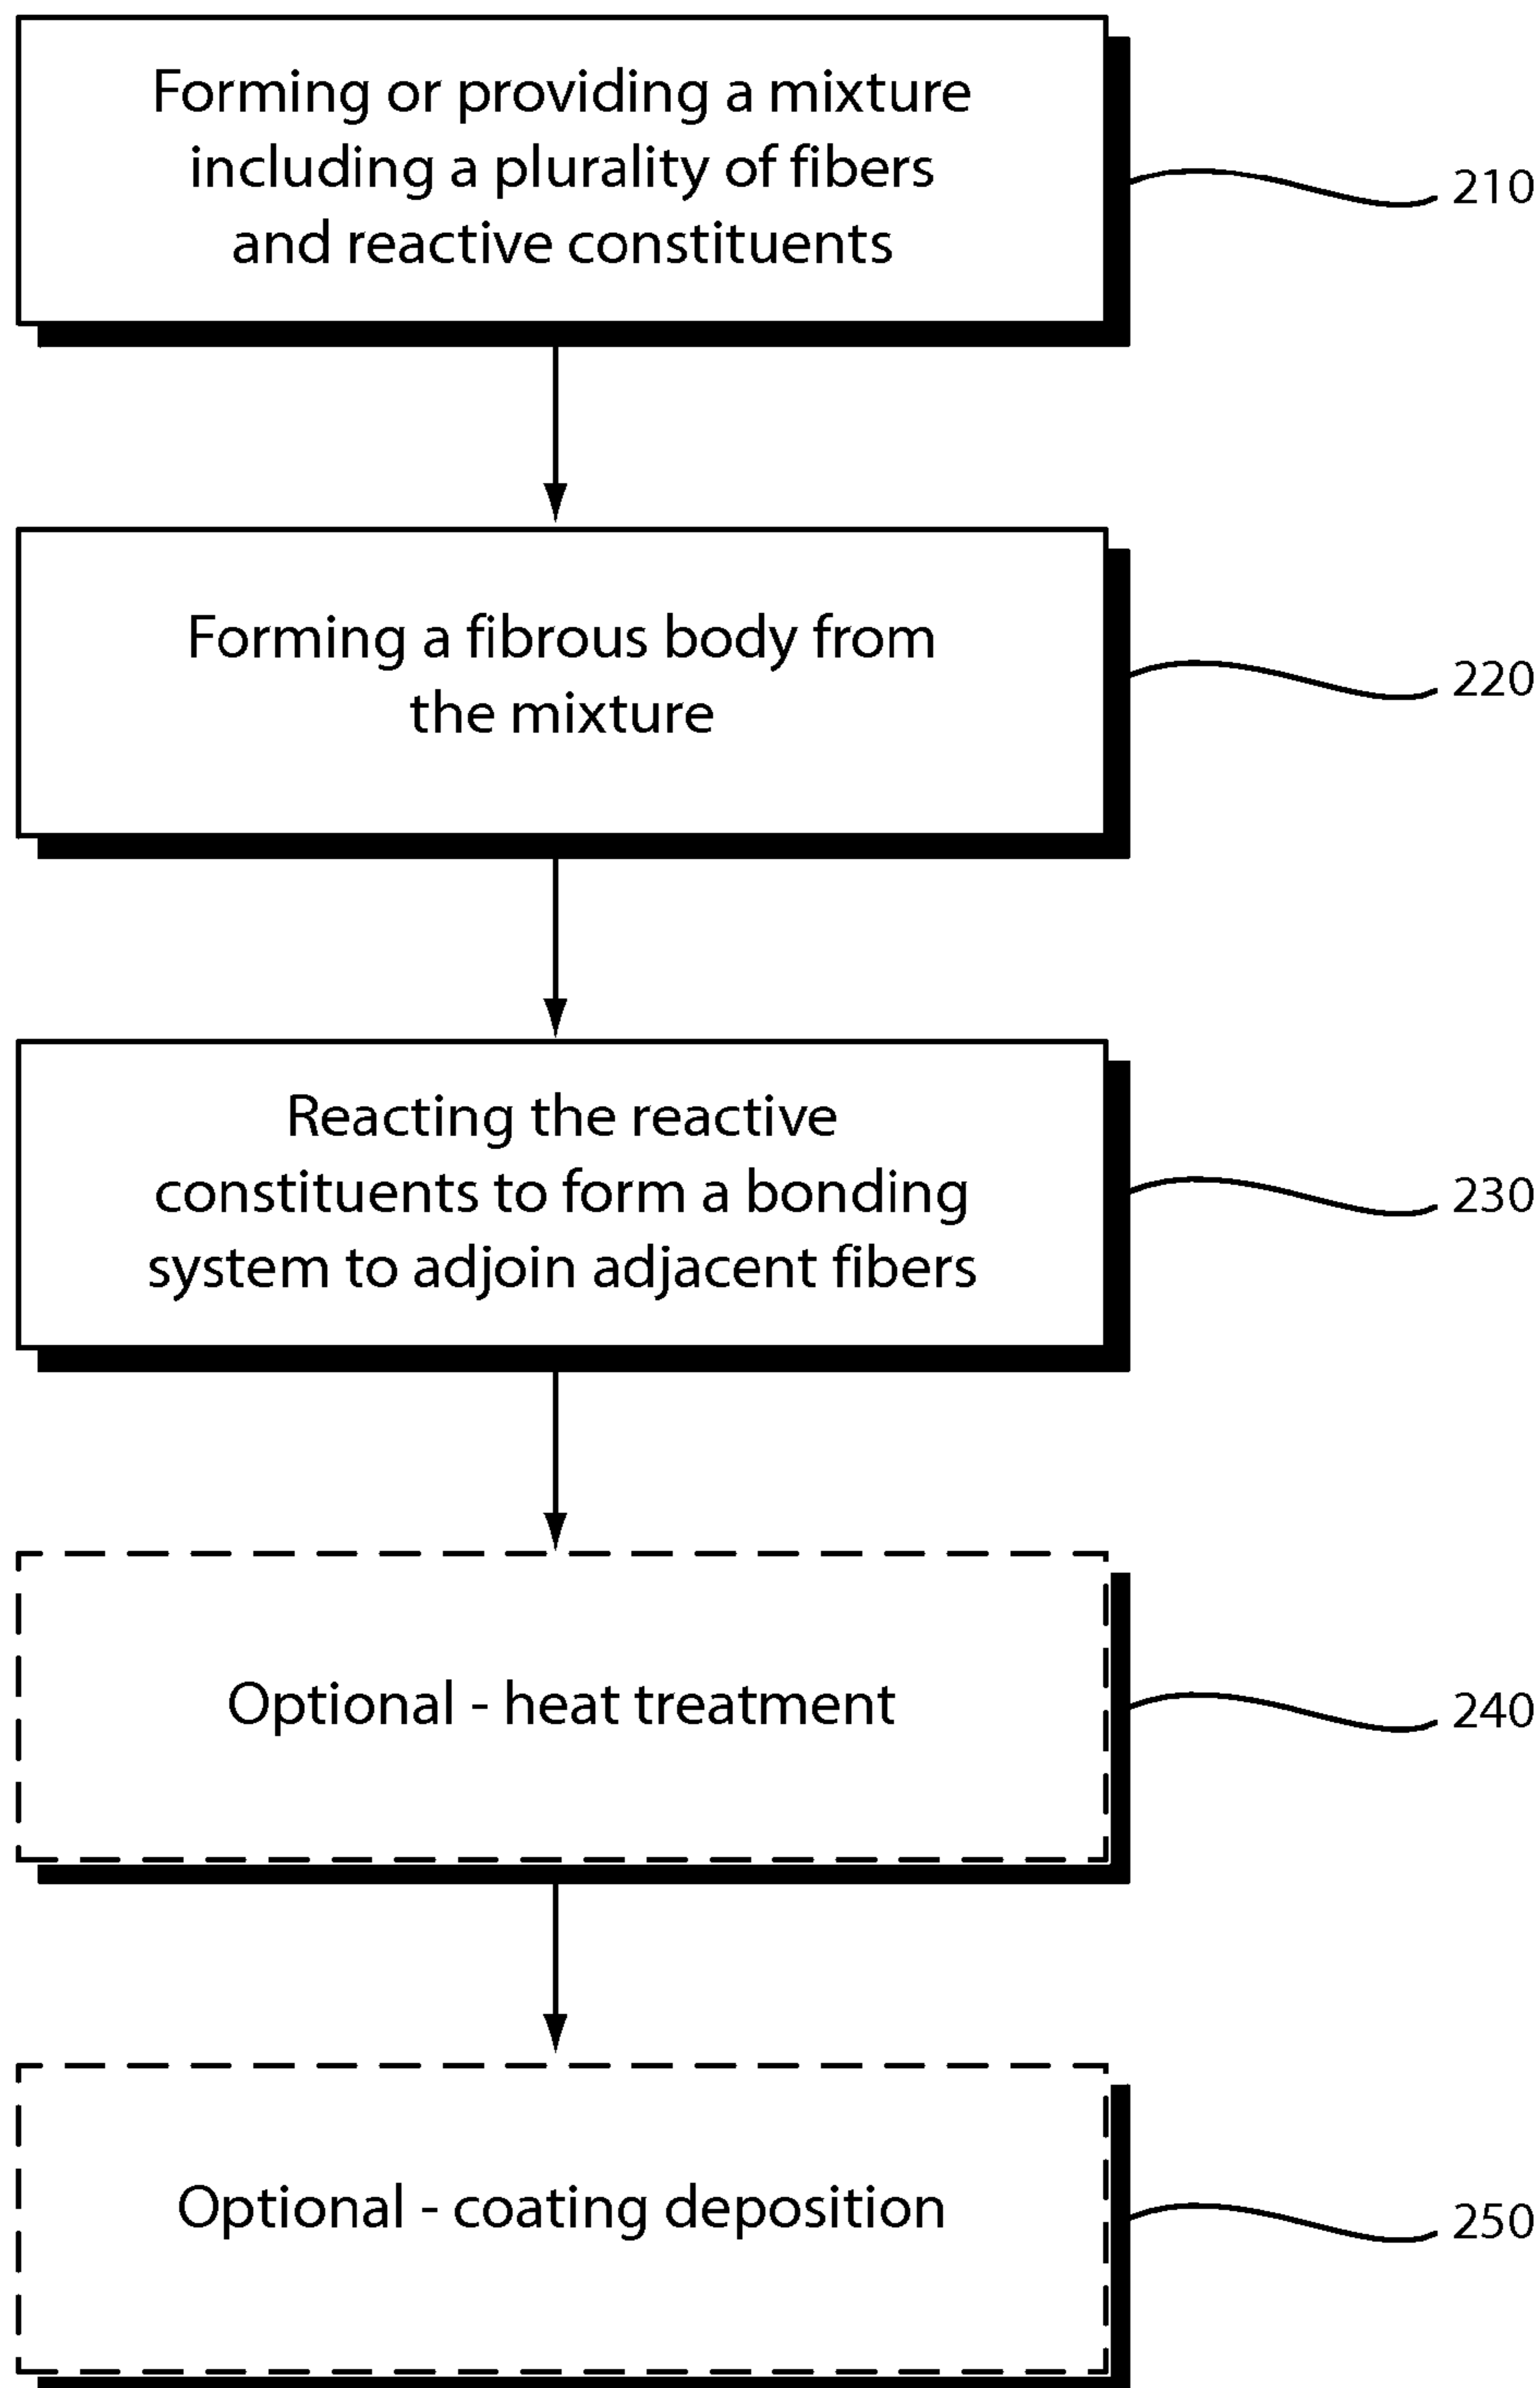 Forming or providing a mixture
including a plurality of fibers
and reactive constituents
210
Forming a fibrous body from
the mixture
220
Reacting the reactive
constituents to form a bonding
system to adjoin adjacent fibers
230
Optional - heat treatment
240
Optional - coating deposition
250